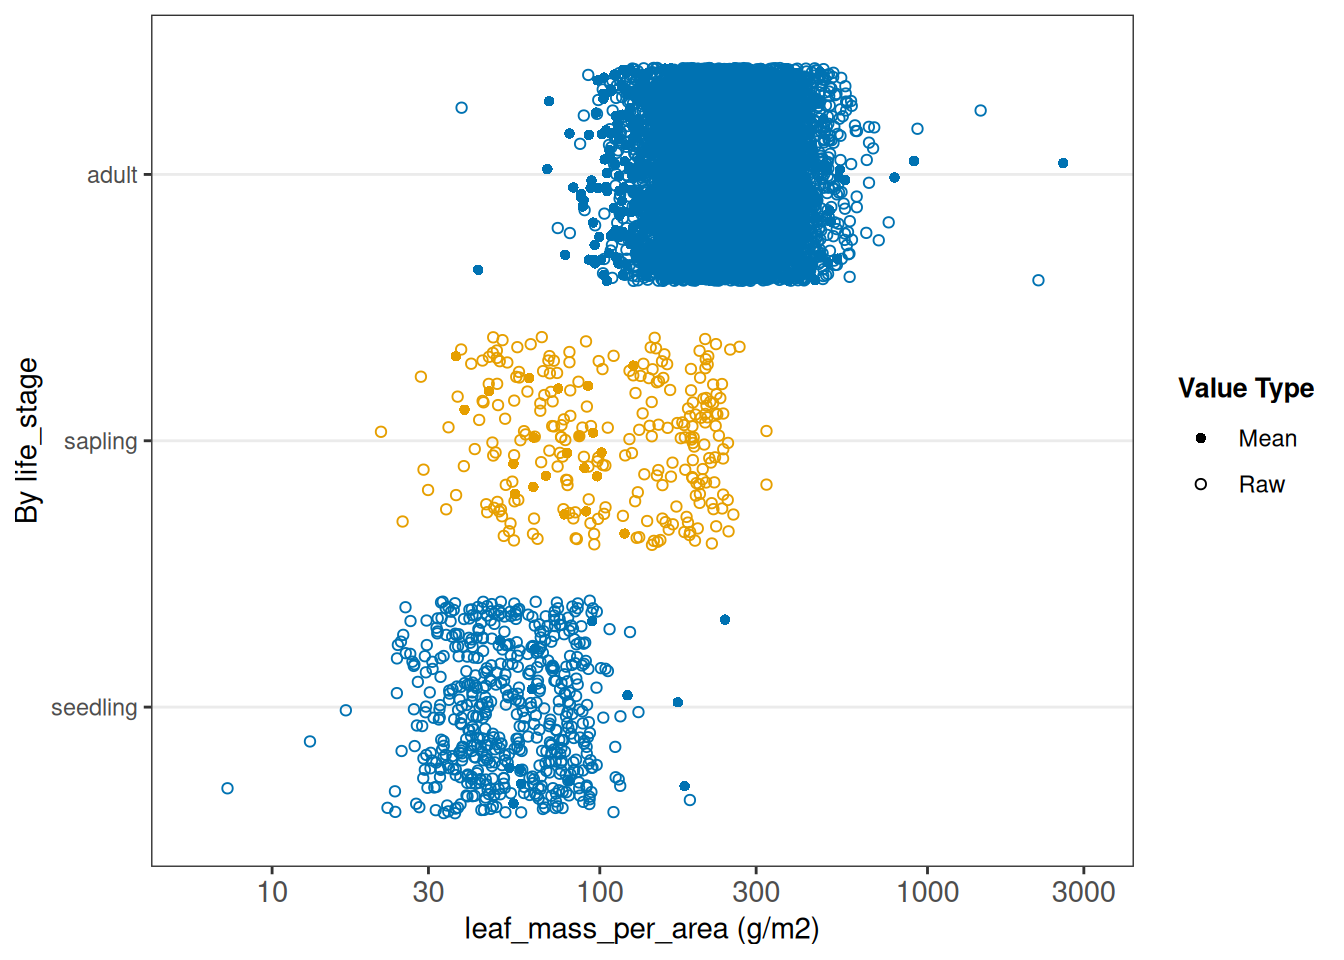 adult
sapling
seedling
By life_stage
10 30 100 300 1000 3000
leaf_mass_per_area (g/m2)
Value Type
Mean
Raw